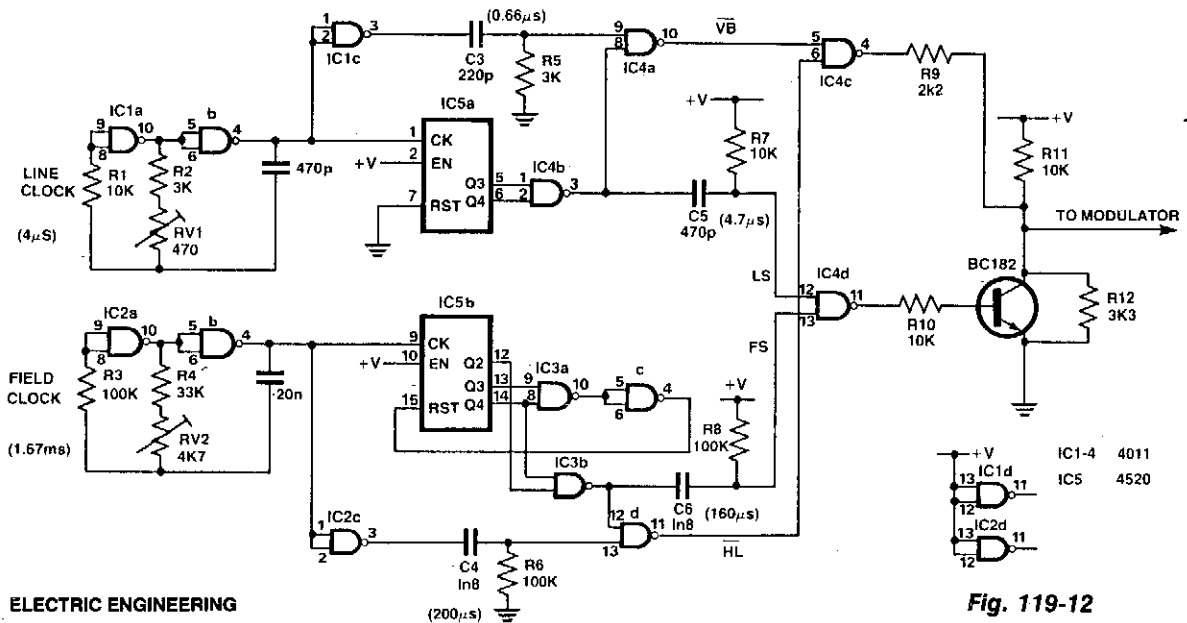 (0.66µs)
1
2
3
IC1c
C3
220p
R5
3K
9
8
10
IC4a
VB
5
6
4
IC4c
R9
2k2
+V
R11
10K
TO MODULATOR
IC1a
b
9
8
10
5
6
4
LINE
CLOCK
(4µS)
R1
10K
R2
3K
RV1
470
470p
IC5a
1
CK
+V
2
EN
7
RST
Q3
Q4
5
6
IC4b
1
2
3
+V
R7
10K
C5
470p
(4.7µs)
LS
IC4d
12
13
11
R10
10K
BC182
R12
3K3
FS
IC2a
b
9
8
10
5
6
4
FIELD
CLOCK
(1.67ms)
R3
100K
R4
33K
RV2
4K7
20n
IC5b
9
CK
+V
10
EN
15
RST
Q2
Q3
Q4
12
13
14
IC3a
9
8
10
c
5
6
4
IC3b
+V
R8
100K
C6
In8
(160µs)
12
13
d
11
HL
IC2c
1
2
3
C4
In8
R6
100K
(200µs)
+V
IC1d
13
12
11
IC2d
13
12
11
IC1-4 4011
IC5 4520
ELECTRIC ENGINEERING
Fig. 119-12